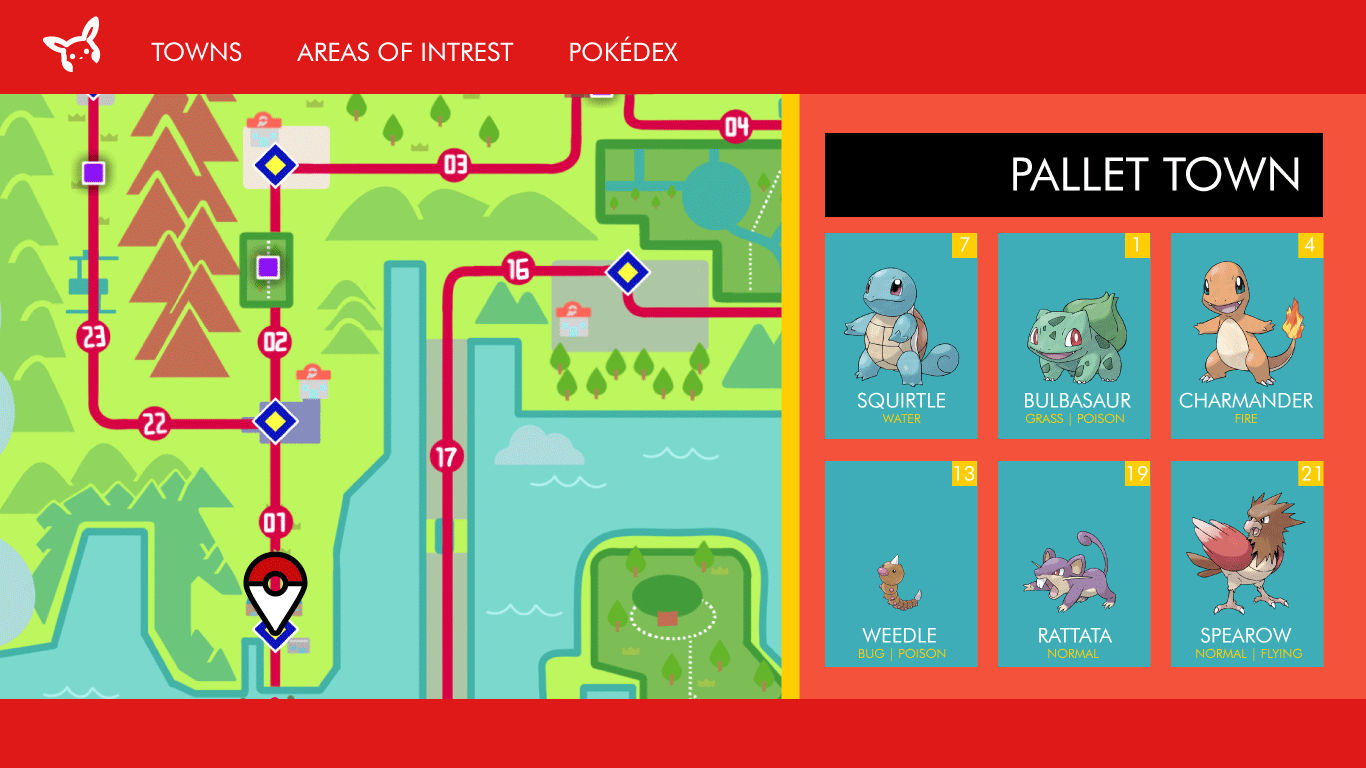 TOWNS
AREAS OF INTREST
POKÉDEX
04
03
16
23
02
22
17
01
PALLET TOWN
7
SQUIRTLE
WATER
1
BULBASAUR
GRASS | POISON
4
CHARMANDER
FIRE
13
WEEDLE
BUG | POISON
19
RATTATA
NORMAL
21
SPEAROW
NORMAL | FLYING